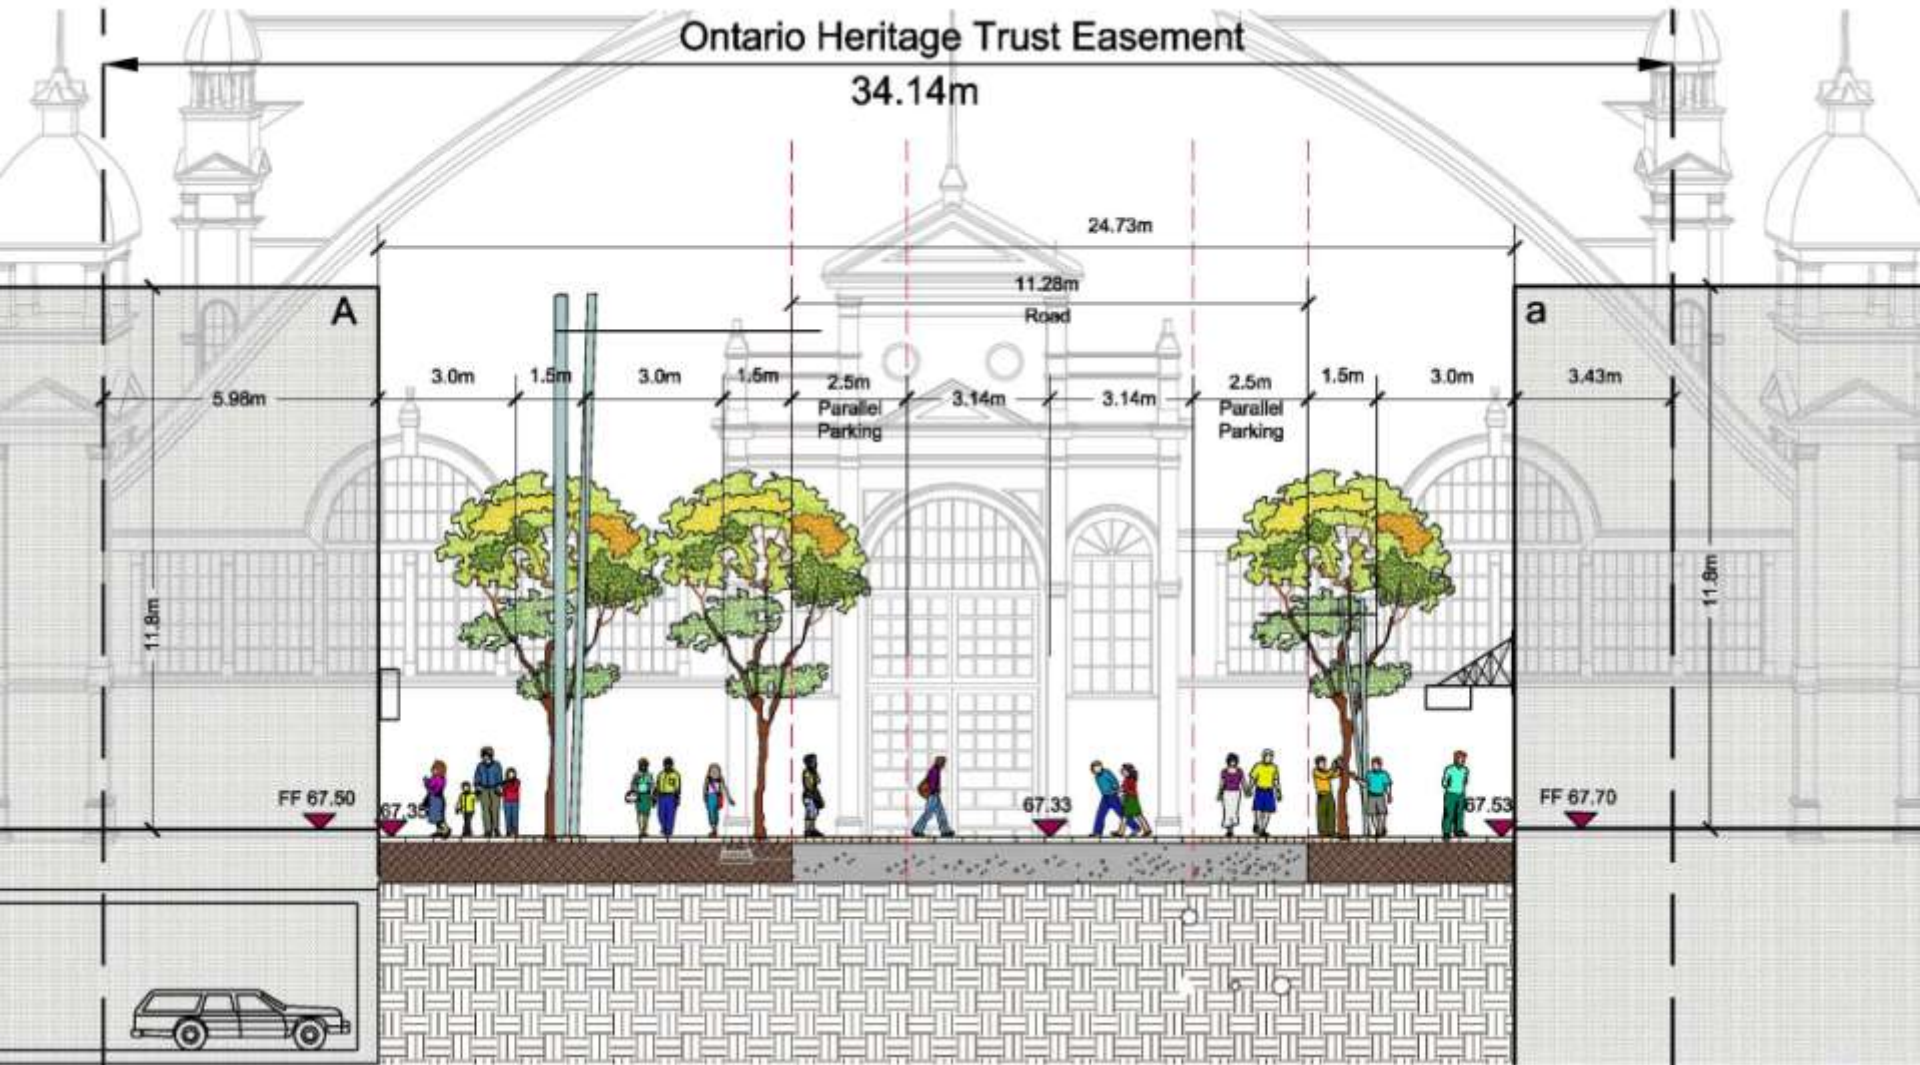 Ontario Heritage Trust Easement
34.14m
24.73m
11.28m
Road
A
a
3.0m
1.5m
3.0m
1.5m
2.5m
Parallel
Parking
3.14m
3.14m
2.5m
Parallel
Parking
1.5m
3.0m
5.98m
3.43m
11.8m
11.8m
FF 67.50
67.35
67.33
67.53
FF 67.70